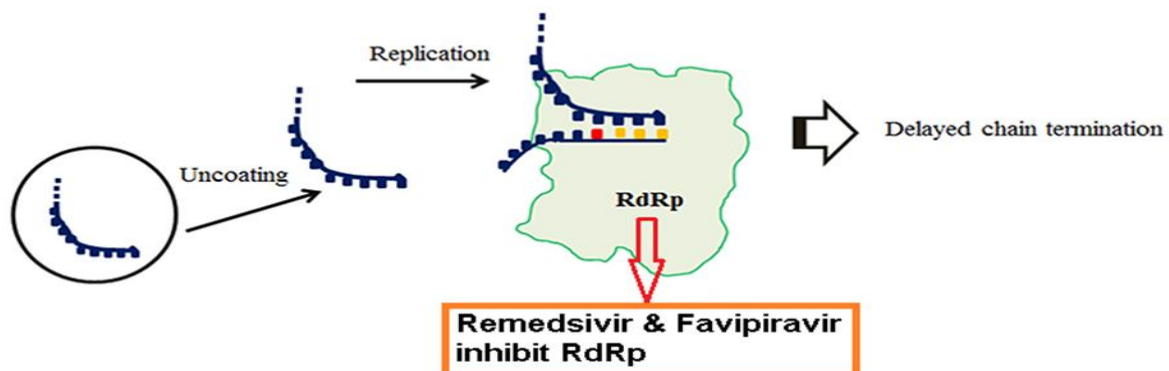 Replication
Uncoating
Delayed chain termination
RdRp
Remedsivir & Favipiravir
inhibit RdRp